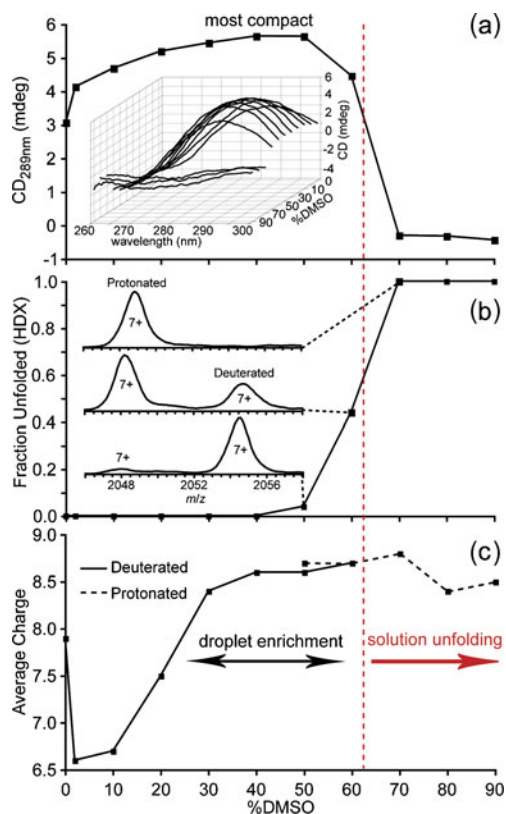 most compact
(a)
CD289nm (mdeg)
6
5
4
3
2
1
0
-1
6
4
2
0
-2
-4
0
CD (mdeg)
10
30
50
70
90
%DMSO
260 270 280 290 300
wavelength (nm)
(b)
Fraction Unfolded (HDX)
1.0
0.8
0.6
0.4
0.2
0.0
Protonated
7+
7+
Deuterated
7+
7+
7+
2048 2052 2056
m/z
(c)
Average Charge
9.0
8.5
8.0
7.5
7.0
6.5
Deuterated
Protonated
droplet enrichment
solution unfolding
0 10 20 30 40 50 60 70 80 90
%DMSO